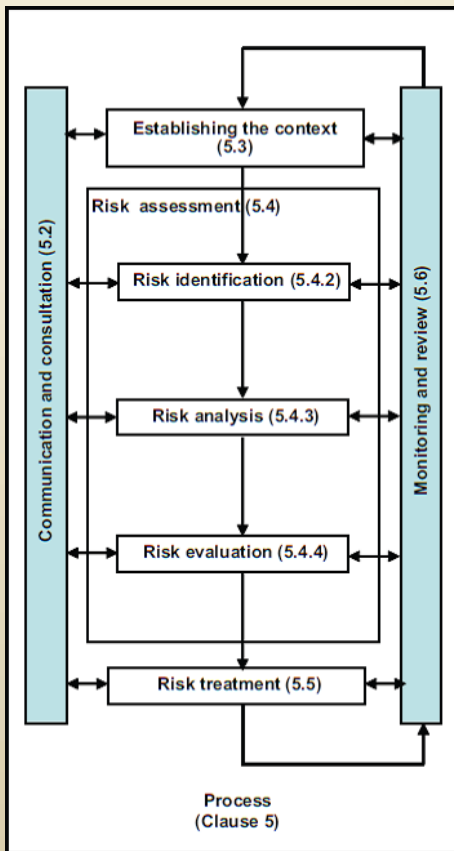 Establishing the context
(5.3)
Risk assessment (5.4)
Risk identification (5.4.2)
Risk analysis (5.4.3)
Risk evaluation (5.4.4)
Risk treatment (5.5)
Communication and consultation (5.2)
Monitoring and review (5.6)
Process
(Clause 5)